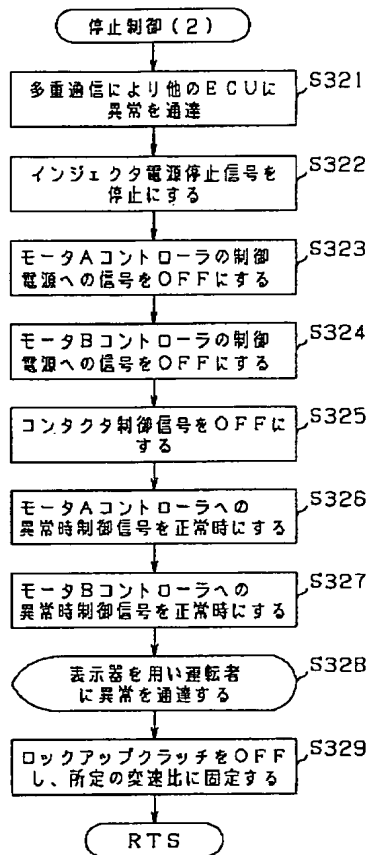 停止制御(2)
多重通信により他のECUに
異常を通達
S321
インジェクタ電源停止信号を
停止にする
S322
モータAコントローラの制御
電源への信号をOFFにする
S323
モータBコントローラの制御
電源への信号をOFFにする
S324
コンタクタ制御信号をOFFに
する
S325
モータAコントローラへの
異常時制御信号を正常時にする
S326
モータBコントローラへの
異常時制御信号を正常時にする
S327
表示器を用い運転者
に異常を通達する
S328
ロックアップクラッチをOFF
し、所定の変速比に固定する
S329
RTS